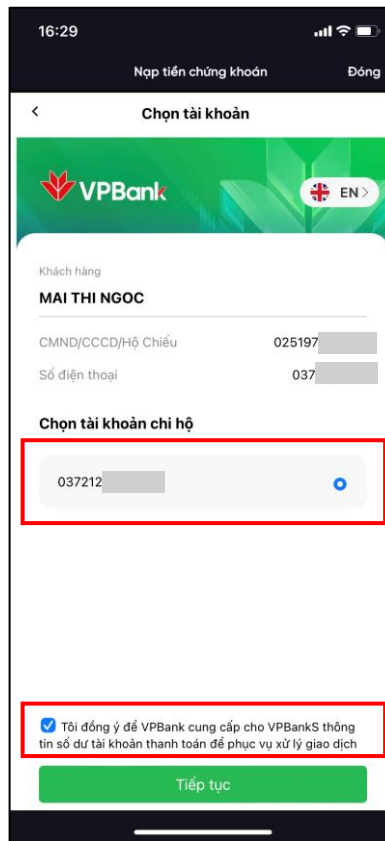 16:29
Nạp tiền chứng khoán Đóng
Chọn tài khoản
VPBank EN
Khách hàng
MAI THI NGOC
CMND/CCCD/Hộ Chiếu 025197
Số điện thoại 037
Chọn tài khoản chi hộ
037212
Tôi đồng ý để VPBank cung cấp cho VPBankS thông
tin số dư tài khoản thanh toán để phục vụ xử lý giao dịch
Tiếp tục